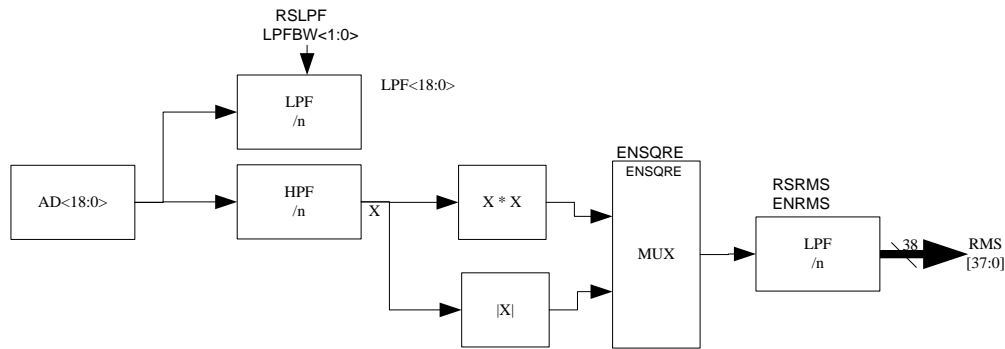 RSLPF
LPFBW<1:0>
LPF
/n
LPF<18:0>
AD<18:0>
HPF
/n
X
X * X
|X|
ENSQRE
ENSQRE
MUX
RSRMS
ENRMS
LPF
/n
38
RMS
[37:0]